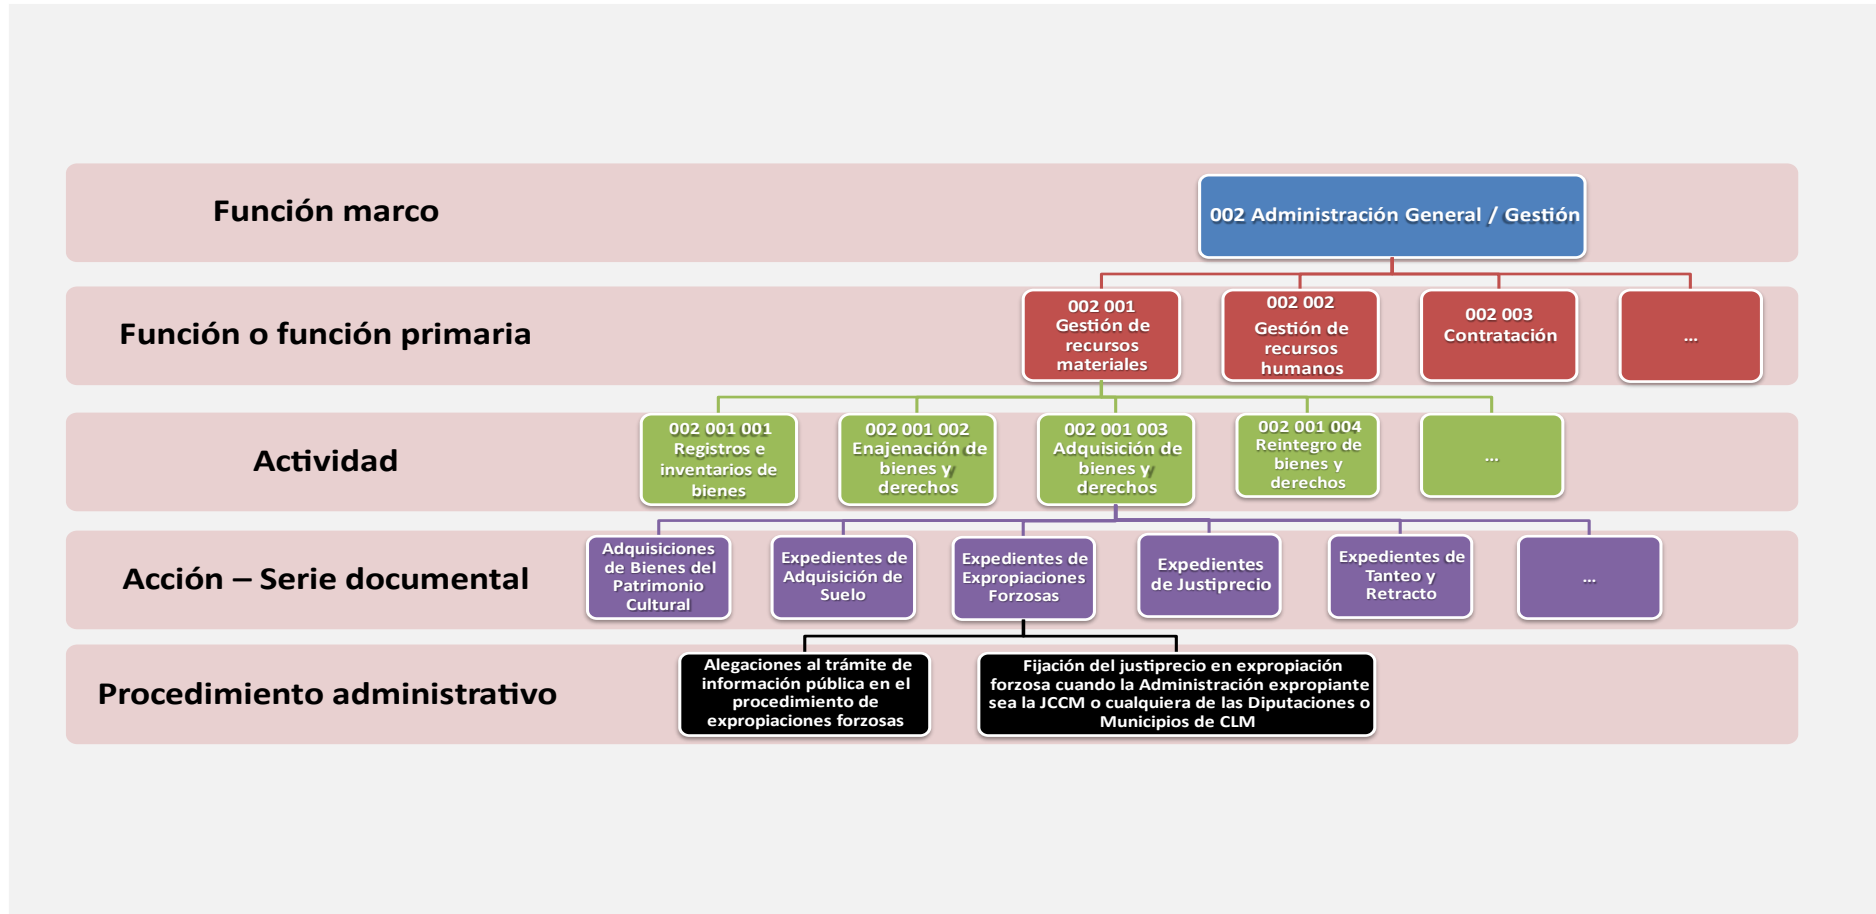 Función marco
002 Administración General / Gestión
Función o función primaria
002 001
Gestión de
recursos
materiales
002 002
Gestión de
recursos
humanos
002 003
Contratación
...
Actividad
002 001 001
Registros e
inventarios de
bienes
002 001 002
Enajenación de
bienes y
derechos
002 001 003
Adquisición de
bienes y
derechos
002 001 004
Reintegro de
bienes y
derechos
...
Acción – Serie documental
Adquisiciones
de Bienes del
Patrimonio
Cultural
Expedientes de
Adquisición de
Suelo
Expedientes de
Expropiaciones
Forzosas
Expedientes
de Justiprecio
Expedientes de
Tanteo y
Retracto
...
Procedimiento administrativo
Alegaciones al trámite de
información pública en el
procedimiento de
expropiaciones forzosas
Fijación del justiprecio en expropiación
forzosa cuando la Administración expropiante
sea la JCCM o cualquiera de las Diputaciones o
Municipios de CLM